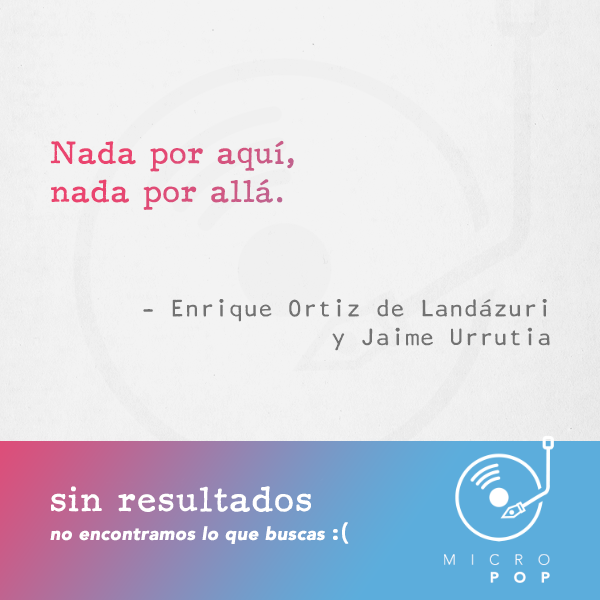 Nada por aquí,
nada por allá.
– Enrique Ortiz de Landázuri
y Jaime Urrutia
sin resultados
no encontramos lo que buscas :(
MICRO
POP